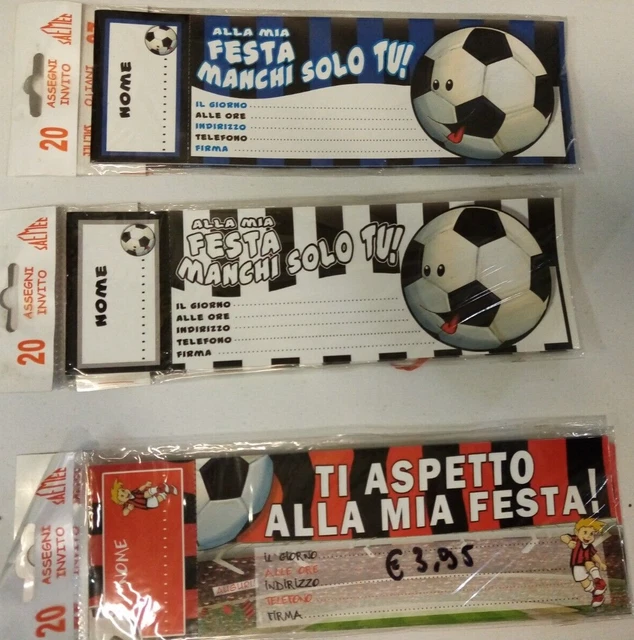 SAETTEE
20 ASSEGNI
INVITO
NOME
ALLA MIA
FESTA
MANCHI SOLO TU!
IL GIORNO
ALLE ORE
INDIRIZZO
TELEFONO
FIRMA
20 ASSEGNI
INVITO
NOME
ALLA MIA
FESTA
MANCHI SOLO TU!
IL GIORNO
ALLE ORE
INDIRIZZO
TELEFONO
FIRMA
20 ASSEGNI
INVITO
NOME
TI ASPETTO
ALLA MIA FESTA!
IL GIORNO
ALLE ORE
INDIRIZZO
TELEFONO
FIRMA
AUGURI
€ 3,95